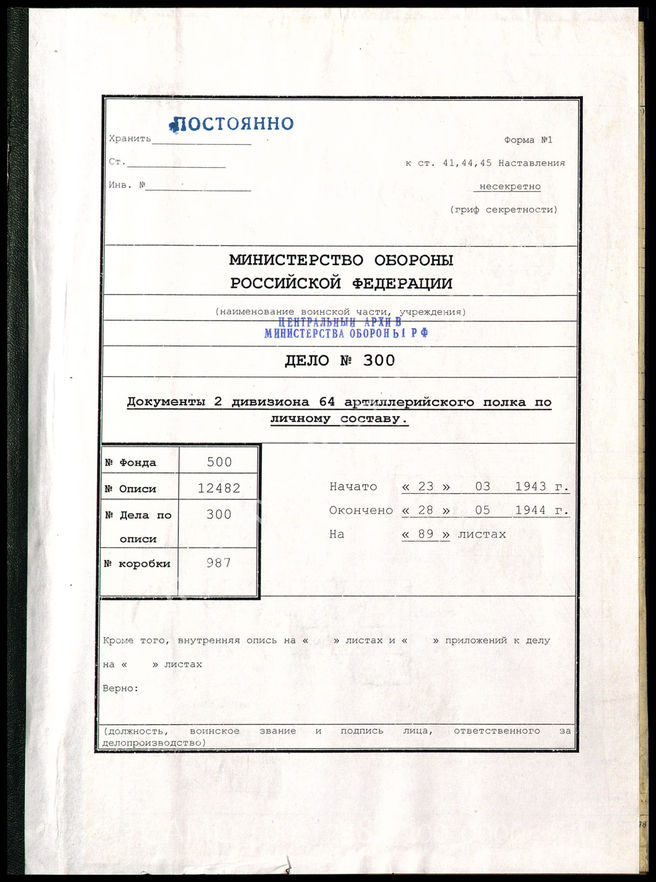 ПОСТОЯННО
Хранить
Форма №1
Ст.
к ст. 41,44,45 Наставления
Инв. №
несекретно
(гриф секретности)
МИНИСТЕРСТВО ОБОРОНЫ
РОССИЙСКОЙ ФЕДЕРАЦИИ
(наименование воинской части, учреждения)
ЦЕНТРАЛЬНЫЙ АРХИВ
МИНИСТЕРСТВА ОБОРОНЫ РФ
ДЕЛО № 300
Документы 2 дивизиона 64 артиллерийского полка по
личному составу.
№ Фонда 500
№ Описи 12482
№ Дела по 300
описи
№ коробки 987
Начато « 23 » 03 1943 г.
Окончено « 28 » 05 1944 г.
На « 89 » листах
Кроме того, внутренняя опись на « » листах и « » приложений к делу
на « » листах
Верно:
(должность, воинское звание и подпись лица, ответственного за
делопроизводство)